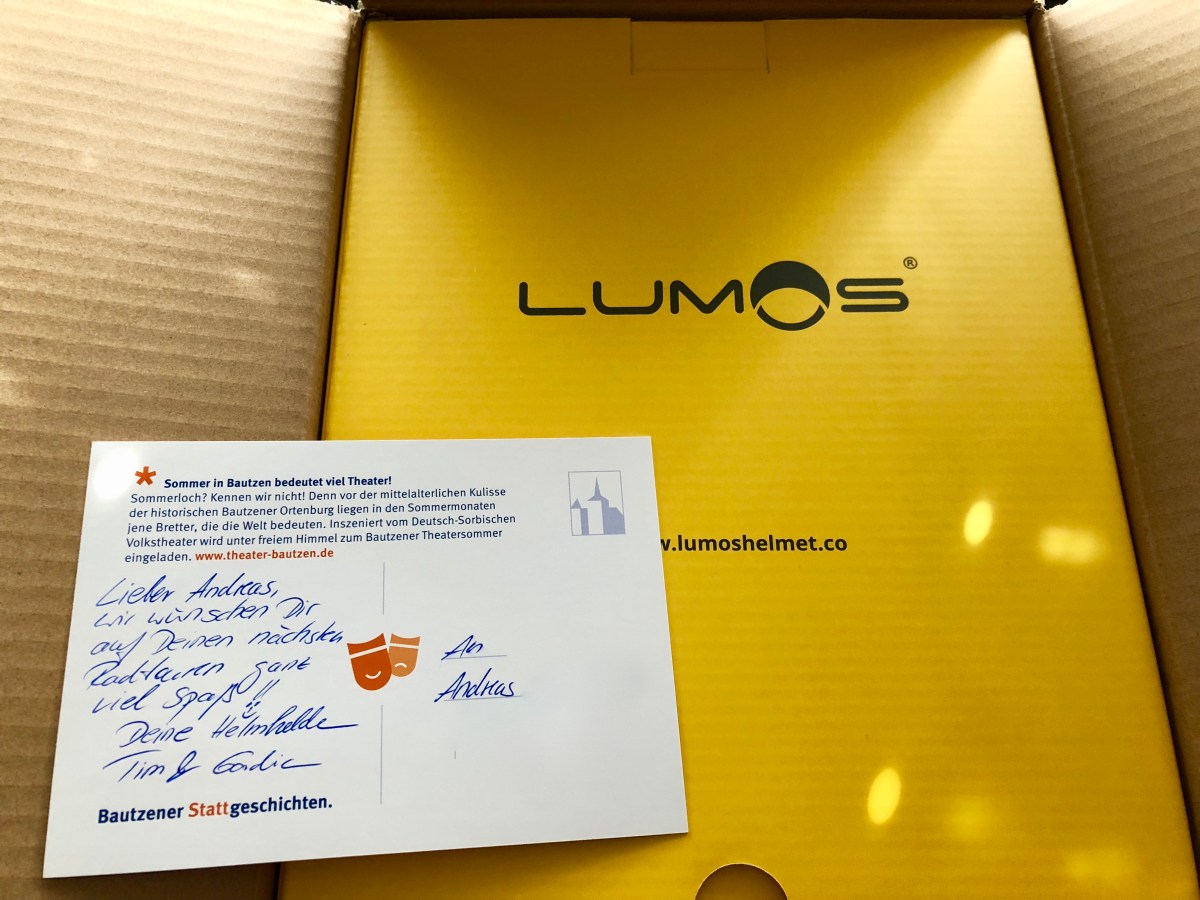 LUMOS®
w.lumoshelmet.co
* Sommer in Bautzen bedeutet viel Theater!
Sommerloch? Kennen wir nicht! Denn vor der mittelalterlichen Kulisse
der historischen Bautzener Ortenburg liegen in den Sommermonaten
jene Bretter, die die Welt bedeuten. Inszeniert vom Deutsch-Sorbischen
Volkstheater wird unter freiem Himmel zum Bautzener Theatersommer
eingeladen. www.theater-bautzen.de
Lieber Andreas,
wir wünschen Dir
auf Deinen nächsten
Radtouren ganz
viel Spaß!!
Deine Helmhelden
Tim &
An
Andreas
Bautzener Stattgeschichten.